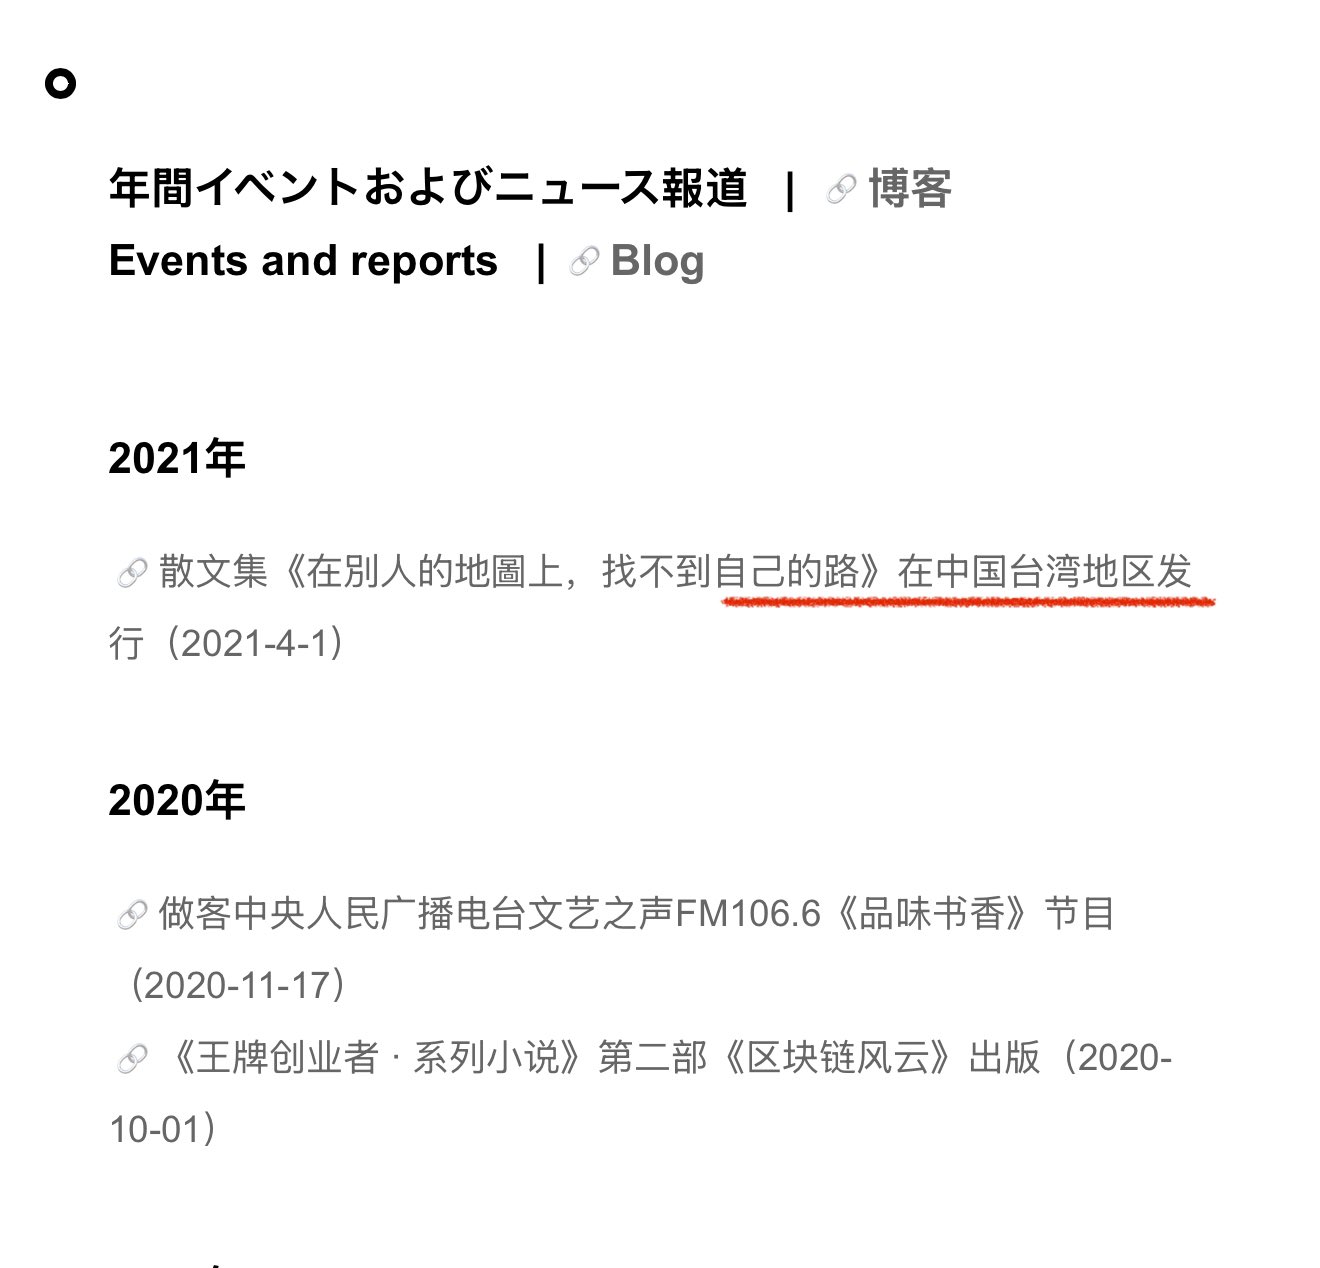 年間イベントおよびニュース報道 | 博客
Events and reports | Blog
2021年
散文集《在別人的地圖上，找不到自己的路》在中国台湾地区发
行（2021-4-1）
2020年
做客中央人民广播电台文艺之声FM106.6《品味书香》节目
（2020-11-17）
《王牌创业者 · 系列小说》第二部《区块链风云》出版（2020-
10-01）